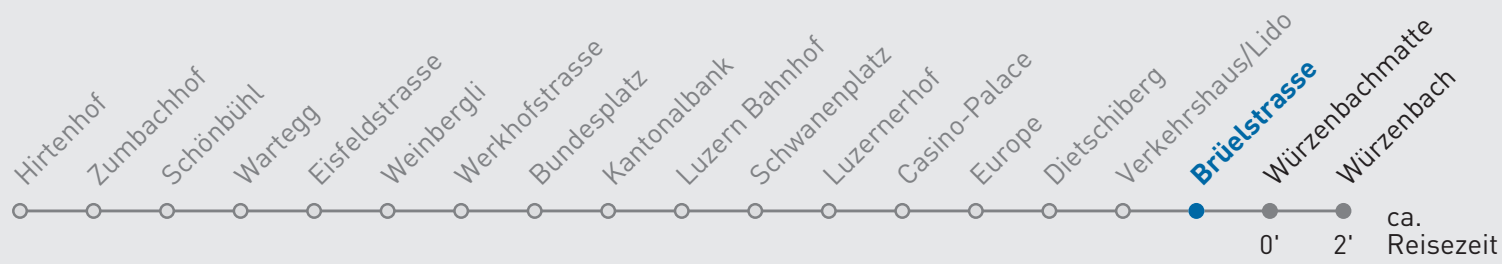 Hirtenhof
Zumbachhof
Schönbühl
Wartegg
Eisfeldstrasse
Weinbergli
Werkhofstrasse
Bundesplatz
Kantonalbank
Luzern Bahnhof
Schwanenplatz
Luzernerhof
Casino-Palace
Europe
Dietschiberg
Verkehrshaus/Lido
Brüelstrasse
Würzenbachmatte
Würzenbach
ca.
0' 2' Reisezeit